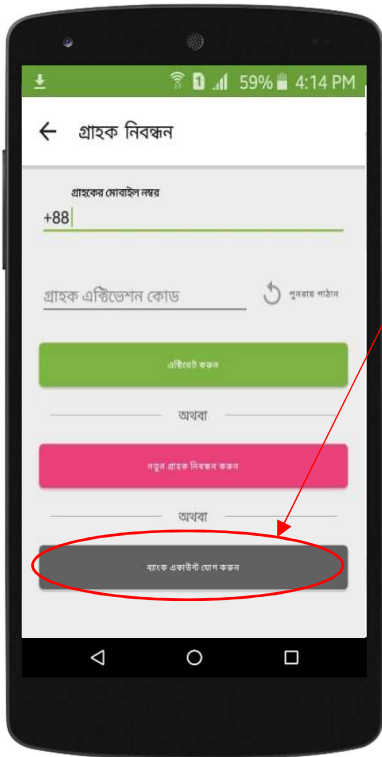 59% 4:14 PM
গ্রাহক নিবন্ধন
গ্রাহকের মোবাইল নম্বর
+88
গ্রাহক এক্টিভেশন কোড
পুনরায় পাঠান
এক্টিভেট করুন
অথবা
নতুন গ্রাহক নিবন্ধন করুন
অথবা
ব্যাংক একাউন্ট যোগ করুন